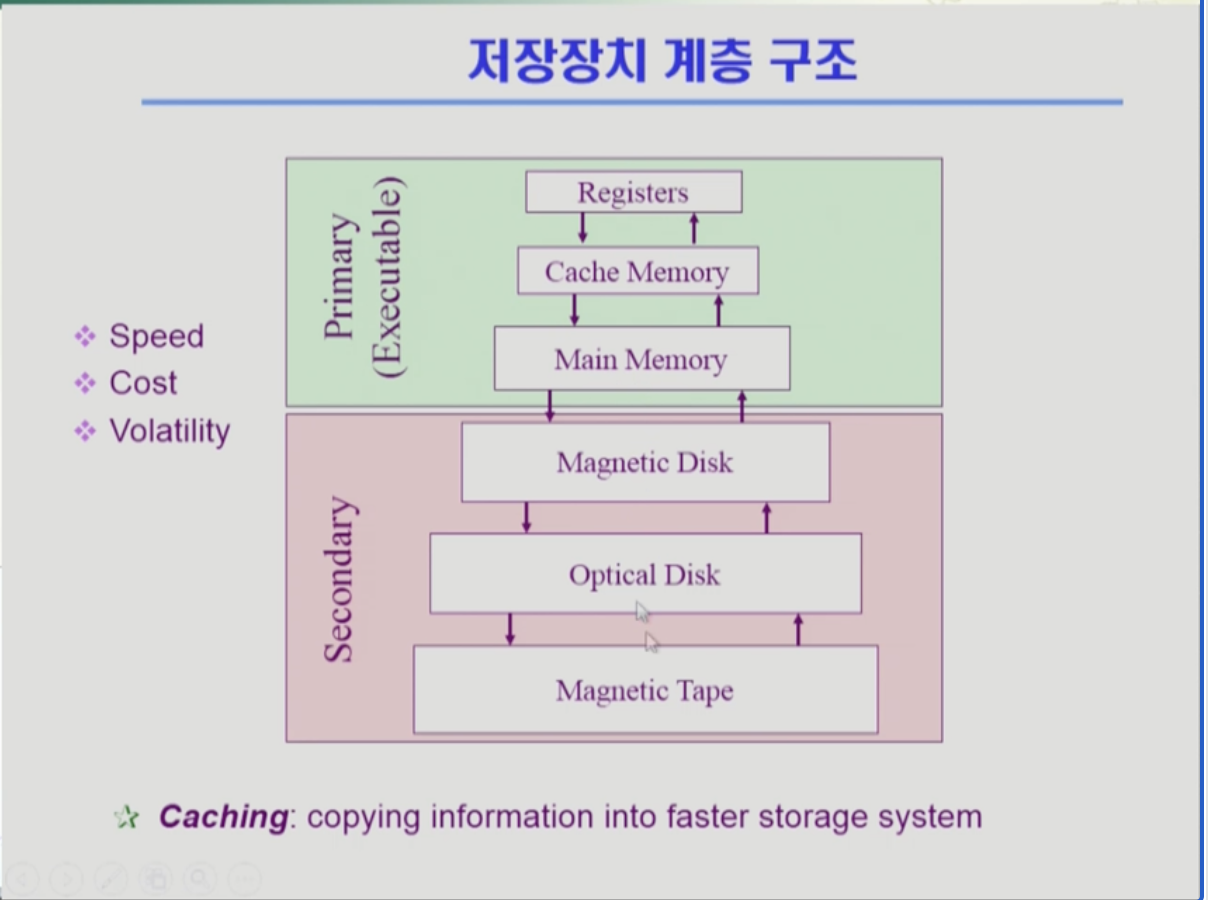 저장장치 계층 구조
Primary
(Executable)
Registers
Cache Memory
Main Memory
❖ Speed
❖ Cost
❖ Volatility
Secondary
Magnetic Disk
Optical Disk
Magnetic Tape
☆ Caching: copying information into faster storage system